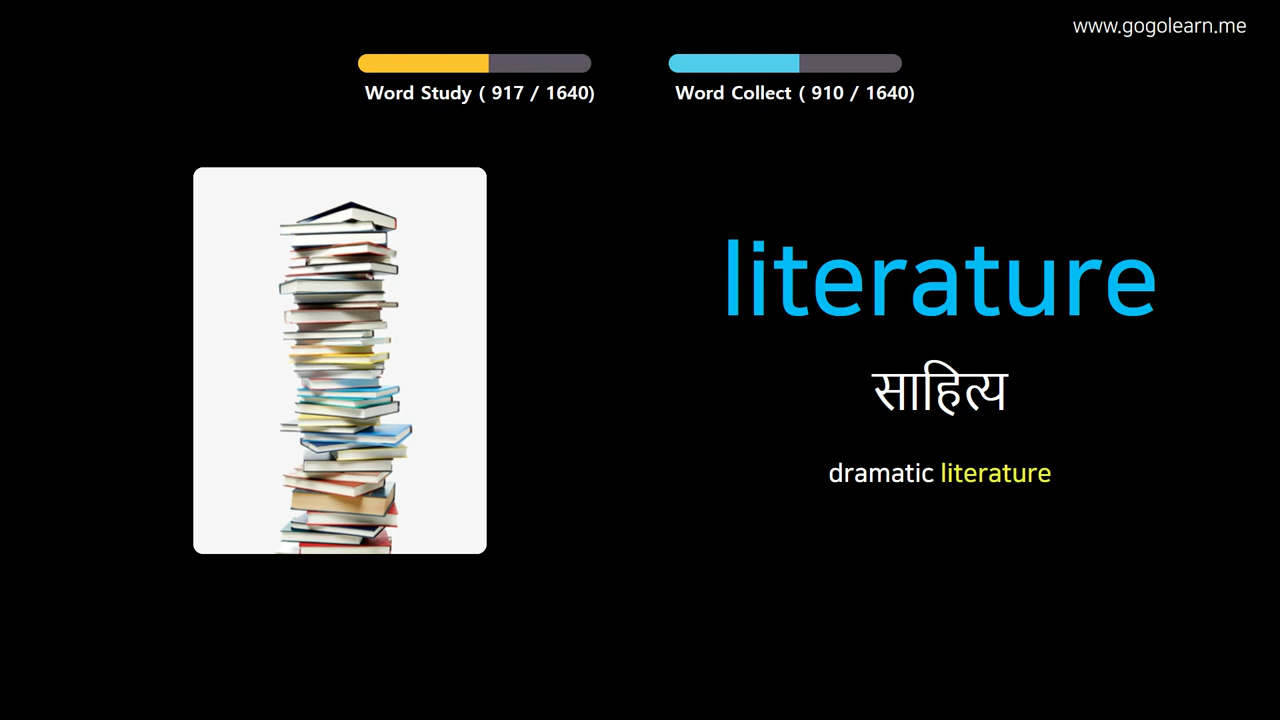 www.gogolearn.me
Word Study ( 917 / 1640)
Word Collect ( 910 / 1640)
literature
साहित्य
dramatic literature